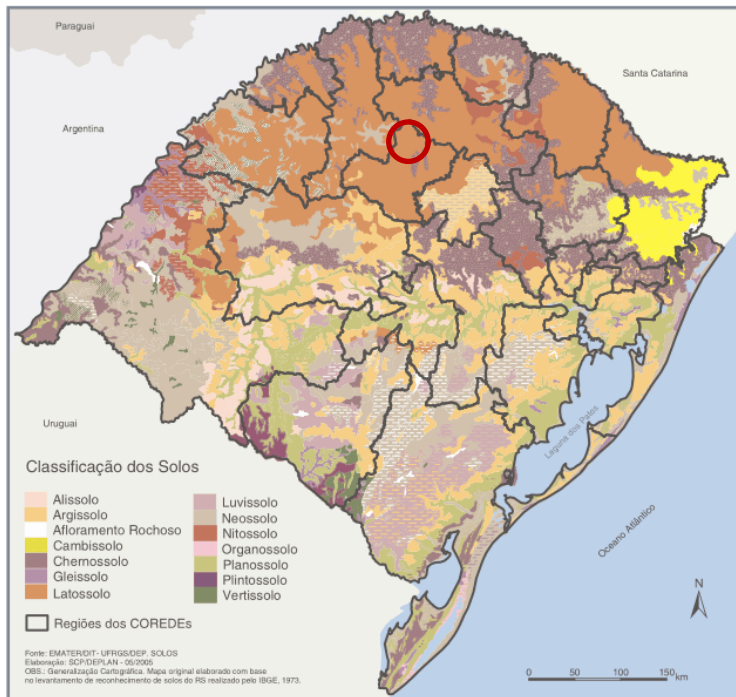 Paraguai
Santa Catarina
Argentina
Uruguai
Laguna dos Patos
Oceano Atlântico
Classificação dos Solos
Alissolo
Argissolo
Afloramento Rochoso
Cambissolo
Chernossolo
Gleissolo
Latossolo
Luvissolo
Neossolo
Nitossolo
Organossolo
Planossolo
Plintossolo
Vertissolo
Regiões dos COREDEs
N
0 50 100 150 km
Fonte: EMATER/DIT- UFRGS/DEP. SOLOS
Elaboração: SCP/DEPLAN - 05/2005
OBS.: Generalização Cartográfica. Mapa original elaborado com base
no levantamento de reconhecimento de solos do RS realizado pelo IBGE, 1973.